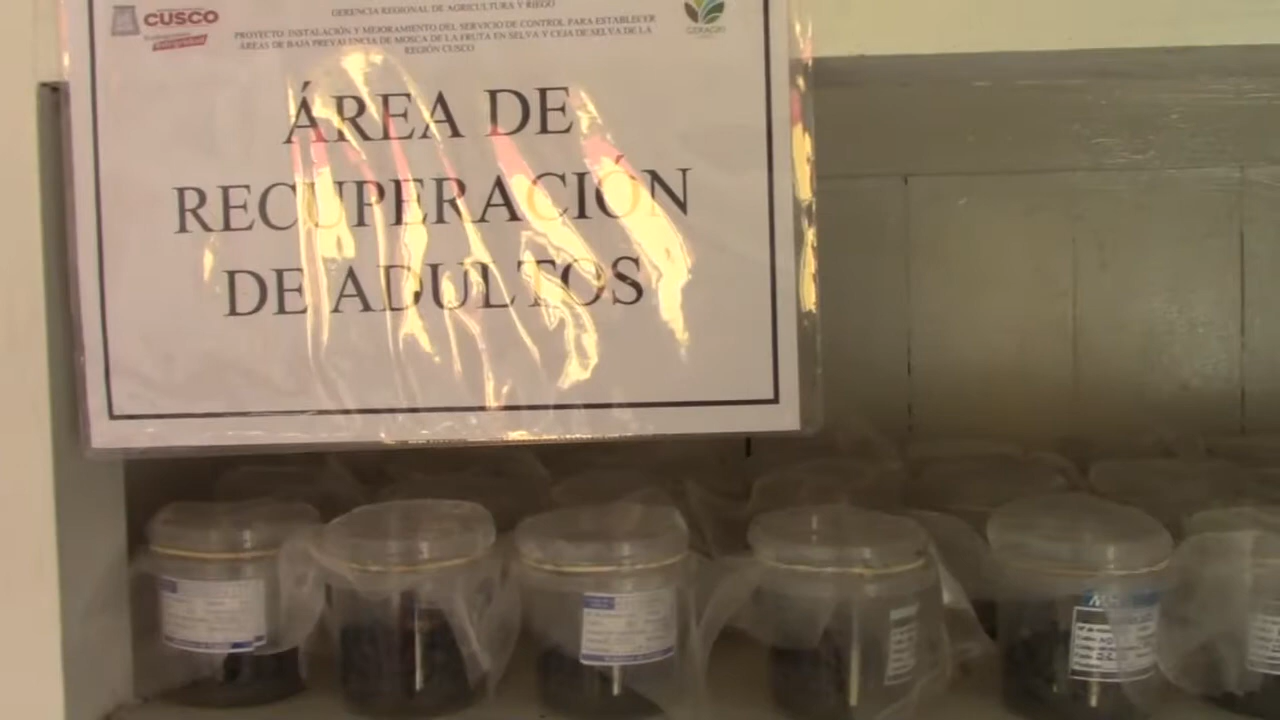 CUSCO
GERENCIA REGIONAL DE AGRICULTURA Y RIEGO
PROYECTO: INSTALACIÓN Y MEJORAMIENTO DEL SERVICIO DE CONTROL PARA ESTABLECER
ÁREAS DE BAJA PREVALENCIA DE MOSCA DE LA FRUTA EN SELVA Y CEJA DE SELVA DE LA
REGIÓN CUSCO
GERAGRI
ÁREA DE
RECUPERACIÓN
DE ADULTOS